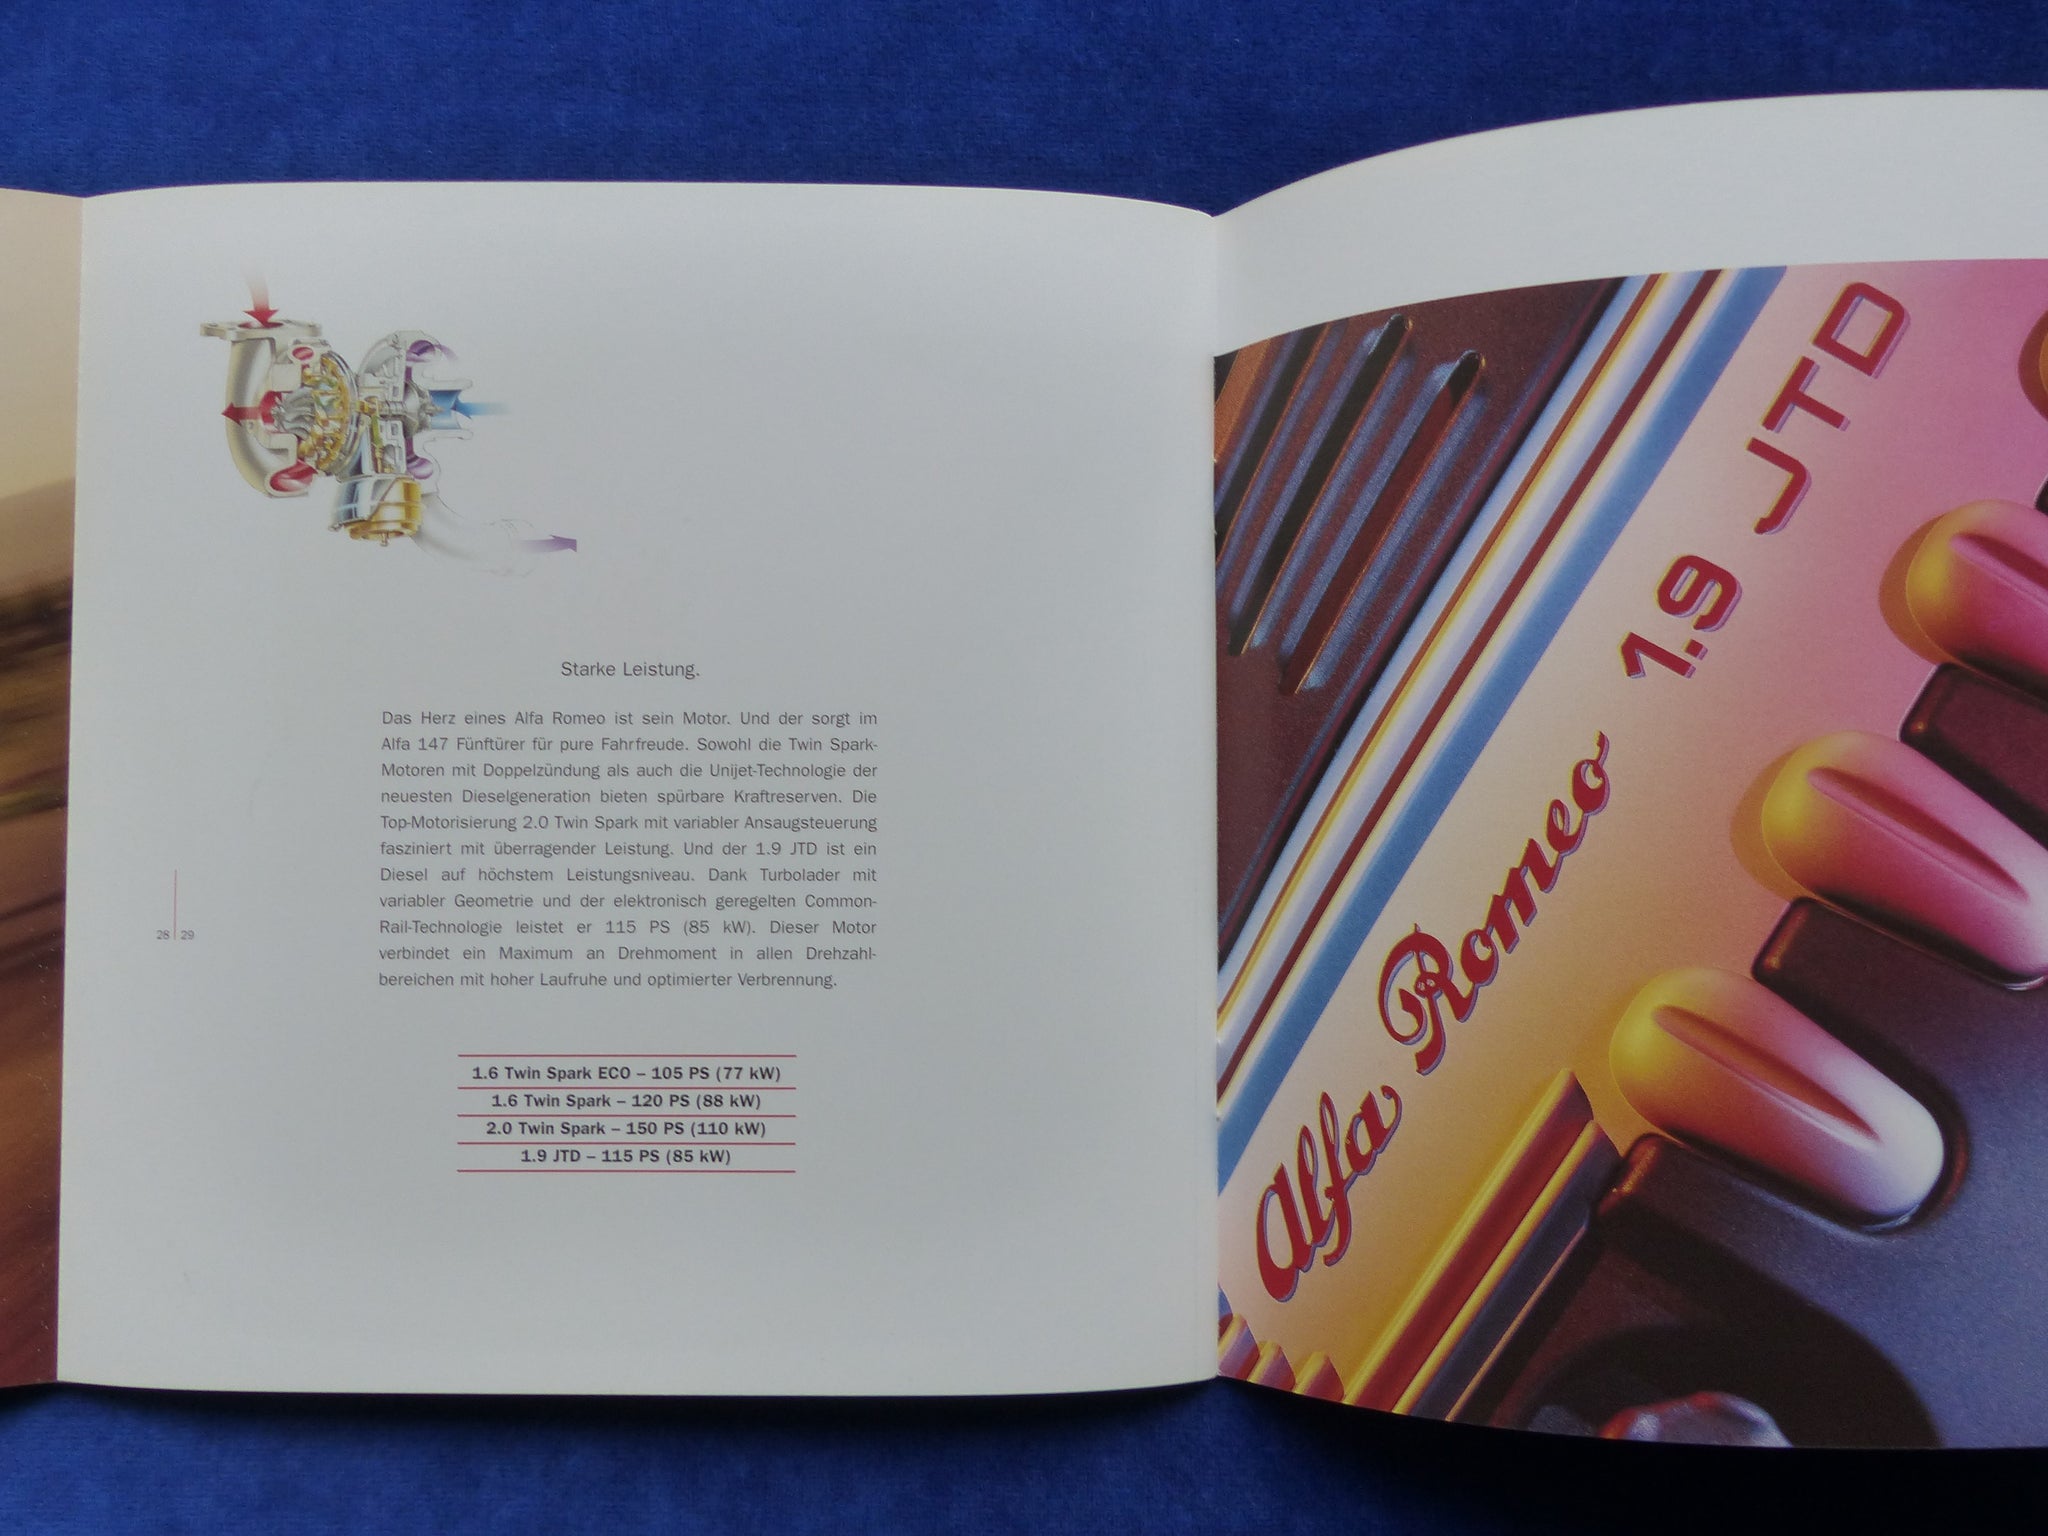 Starke Leistung.
Das Herz eines Alfa Romeo ist sein Motor. Und der sorgt im
Alfa 147 Fünftürer für pure Fahrfreude. Sowohl die Twin Spark-
Motoren mit Doppelzündung als auch die Unijet-Technologie der
neuesten Dieselgeneration bieten spürbare Kraftreserven. Die
Top-Motorisierung 2.0 Twin Spark mit variabler Ansaugsteuerung
fasziniert mit überragender Leistung. Und der 1.9 JTD ist ein
Diesel auf höchstem Leistungsniveau. Dank Turbolader mit
variabler Geometrie und der elektronisch geregelten Common-
Rail-Technologie leistet er 115 PS (85 kW). Dieser Motor
verbindet ein Maximum an Drehmoment in allen Drehzahl-
bereichen mit hoher Laufruhe und optimierter Verbrennung.
28 29
1.6 Twin Spark ECO – 105 PS (77 kW)
1.6 Twin Spark – 120 PS (88 kW)
2.0 Twin Spark – 150 PS (110 kW)
1.9 JTD – 115 PS (85 kW)
Alfa Romeo 1.9 JTD